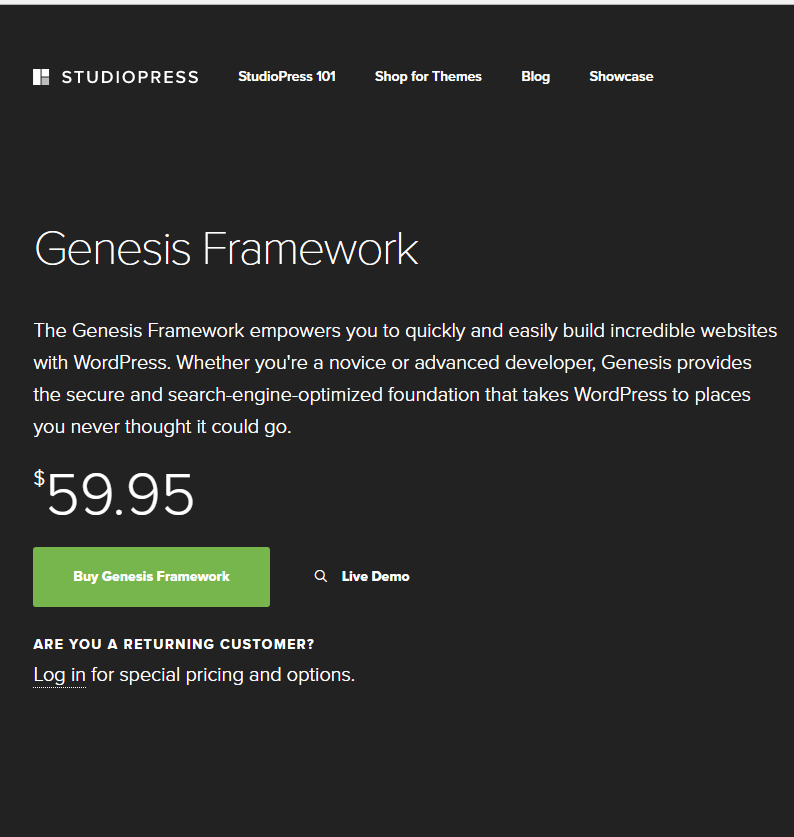 STUDIOPRESS StudioPress 101 Shop for Themes Blog Showcase
Genesis Framework
The Genesis Framework empowers you to quickly and easily build incredible websites
with WordPress. Whether you're a novice or advanced developer, Genesis provides
the secure and search-engine-optimized foundation that takes WordPress to places
you never thought it could go.
$59.95
Buy Genesis Framework Live Demo
ARE YOU A RETURNING CUSTOMER?
Log in for special pricing and options.